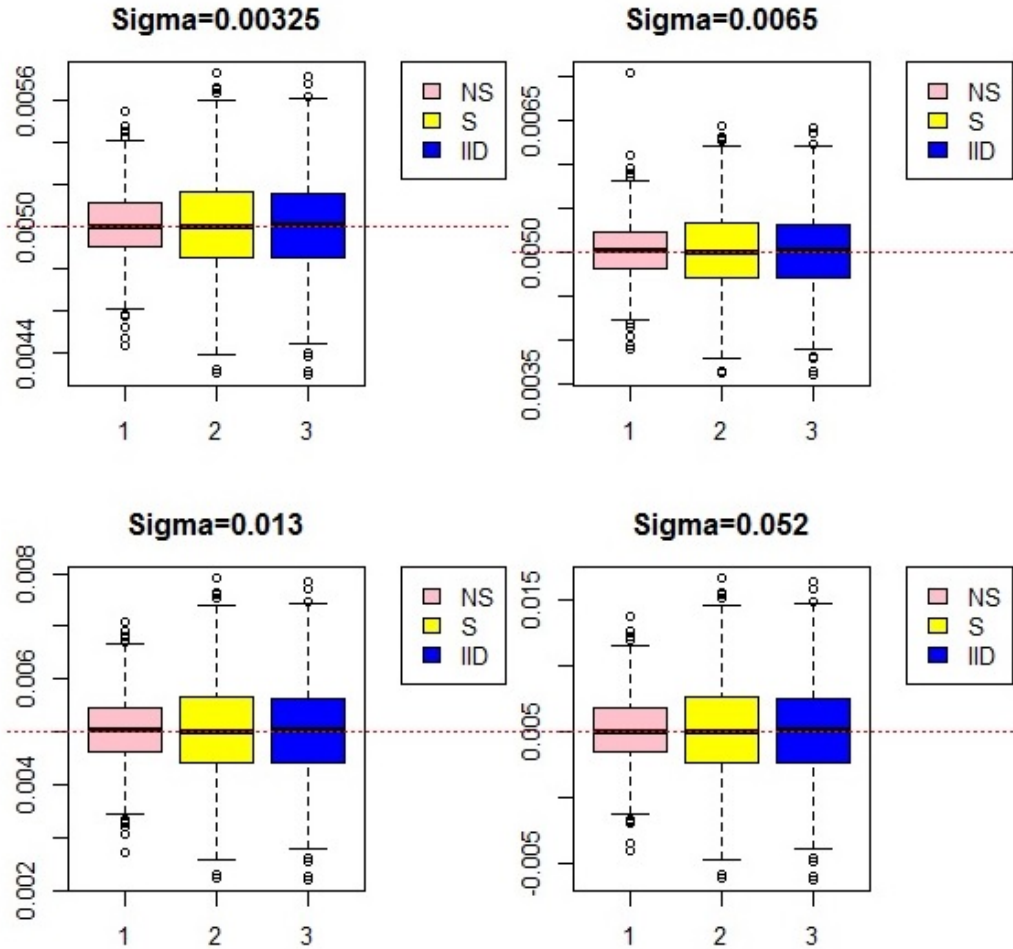 Sigma=0.00325
0.0056
0.0050
0.0044
1 2 3
NS
S
IID
Sigma=0.0065
0.0065
0.0050
0.0035
1 2 3
NS
S
IID
Sigma=0.013
0.008
0.006
0.004
0.002
1 2 3
NS
S
IID
Sigma=0.052
0.015
0.005
-0.005
1 2 3
NS
S
IID